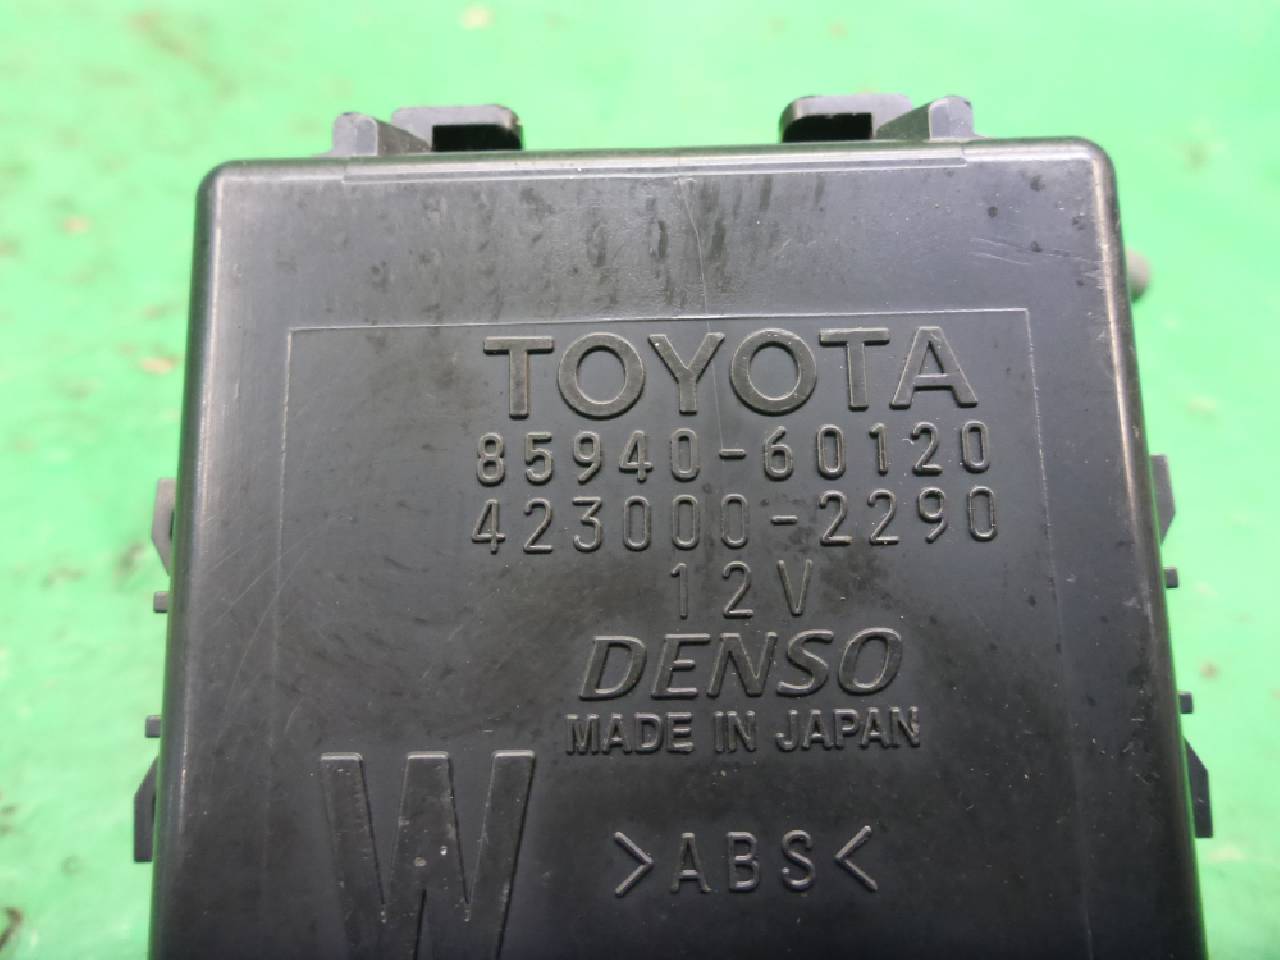 TOYOTA
85940-60120
423000-2290
12V
DENSO
MADE IN JAPAN
W
>ABS<